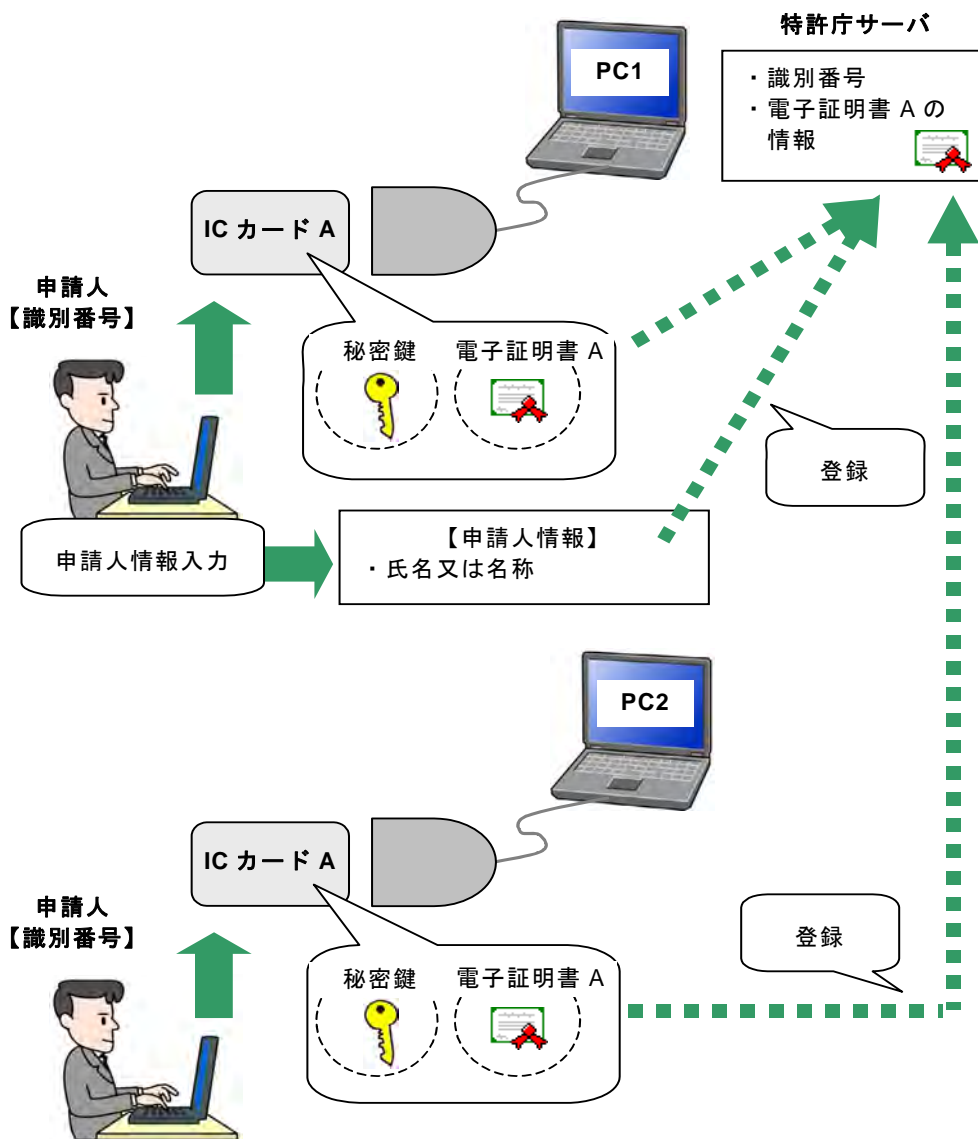 特許庁サーバ
PC1
・識別番号
・電子証明書 A の
情報
IC カード A
申請人
【識別番号】
秘密鍵
電子証明書 A
登録
申請人情報入力
【申請人情報】
・氏名又は名称
PC2
IC カード A
申請人
【識別番号】
登録
秘密鍵
電子証明書 A